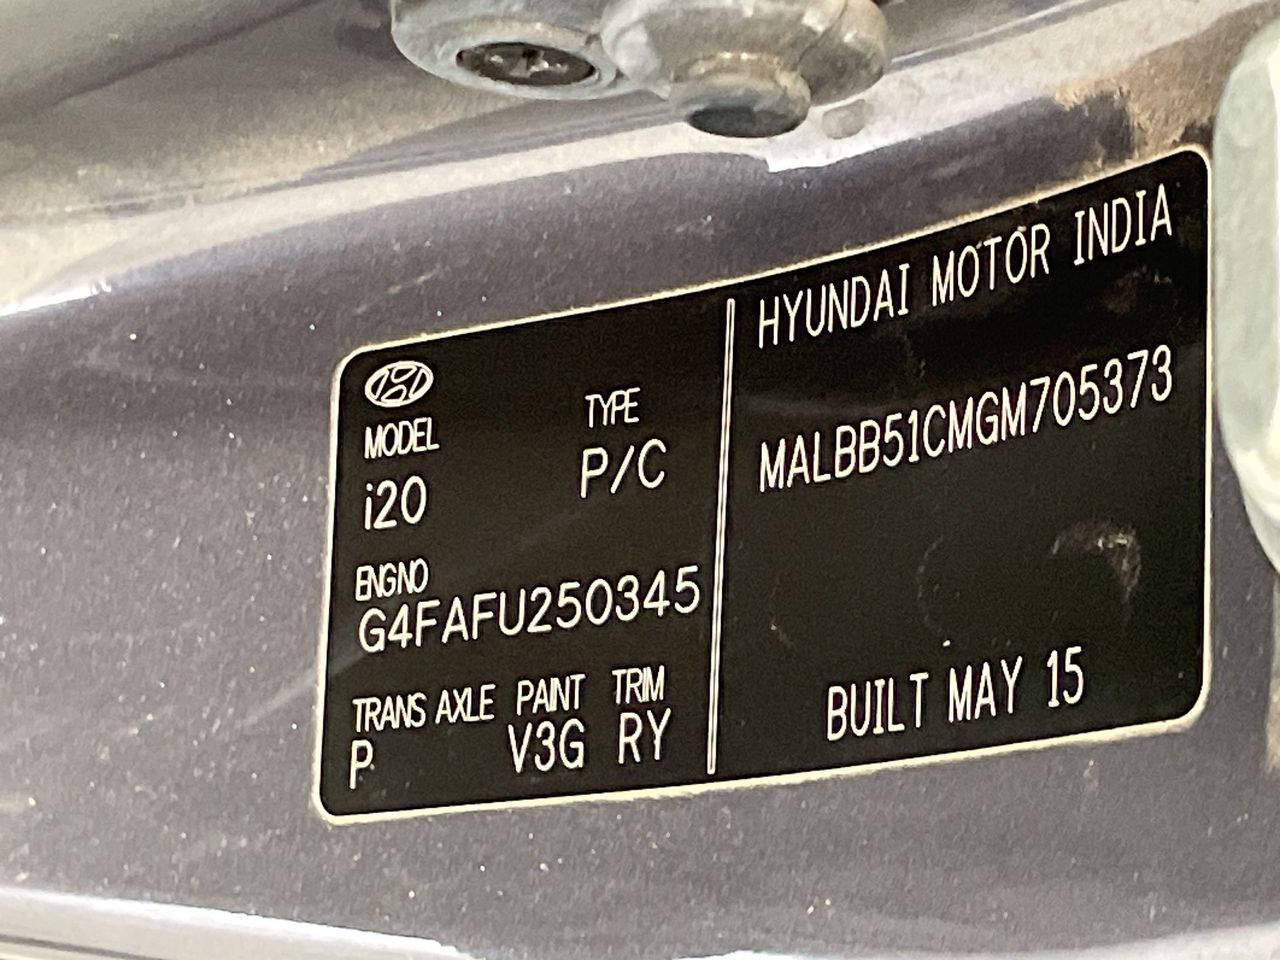 MODEL TYPE
i20 P/C
ENGNO
G4FAFU250345
TRANS AXLE PAINT TRIM
P V3G RY
HYUNDAI MOTOR INDIA
MALBB51CMGM705373
BUILT MAY 15